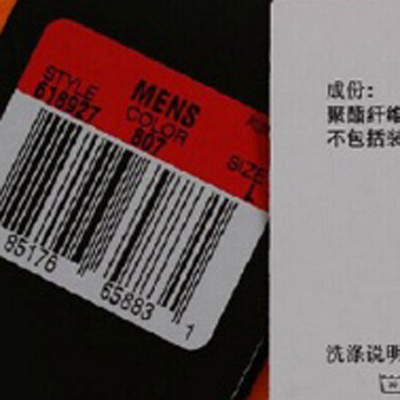 STYLE
618927
MENS
COLOR
807
SIZE
L
85176
65883
1
成份:
聚酯纤维
不包括装
洗涤说明